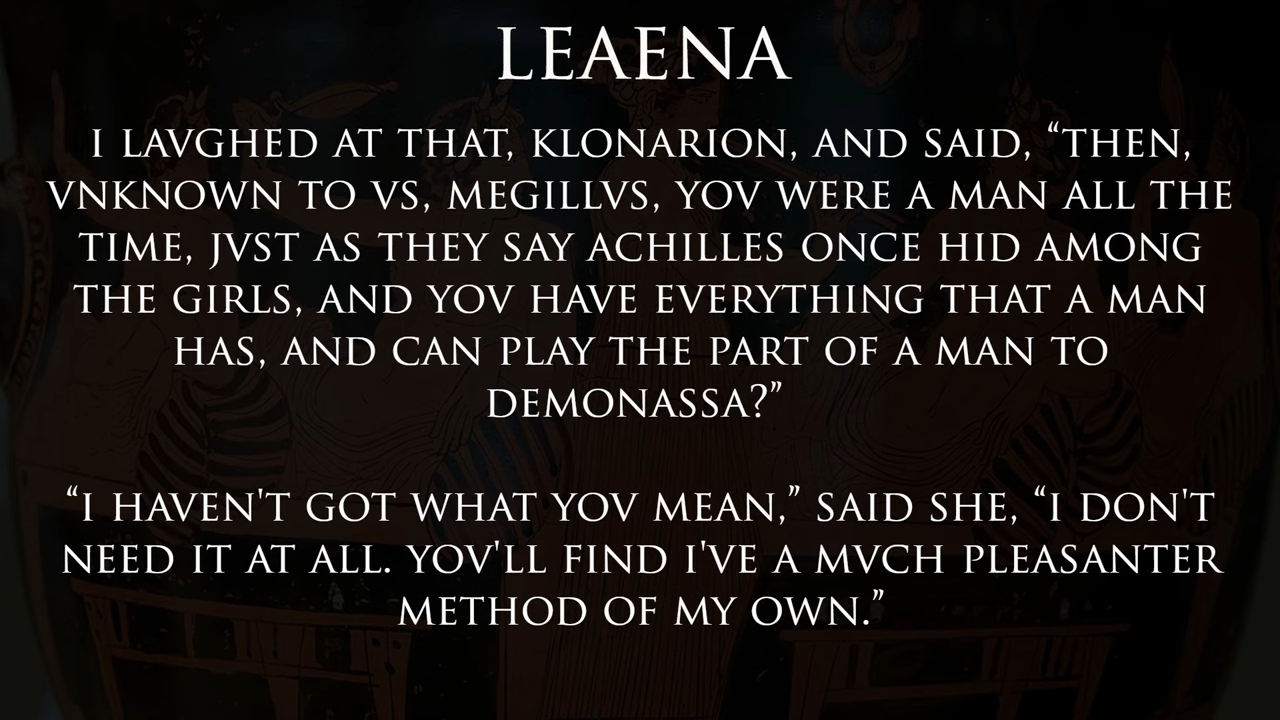 LEAENA
I LAVGHED AT THAT, KLONARION, AND SAID, “THEN,
VNKNOWN TO VS, MEGILLVS, YOV WERE A MAN ALL THE
TIME, JVST AS THEY SAY ACHILLES ONCE HID AMONG
THE GIRLS, AND YOV HAVE EVERYTHING THAT A MAN
HAS, AND CAN PLAY THE PART OF A MAN TO
DEMONASSA?”
“I HAVEN'T GOT WHAT YOV MEAN,” SAID SHE, “I DON'T
NEED IT AT ALL. YOV'LL FIND I'VE A MVCH PLEASANTER
METHOD OF MY OWN.”